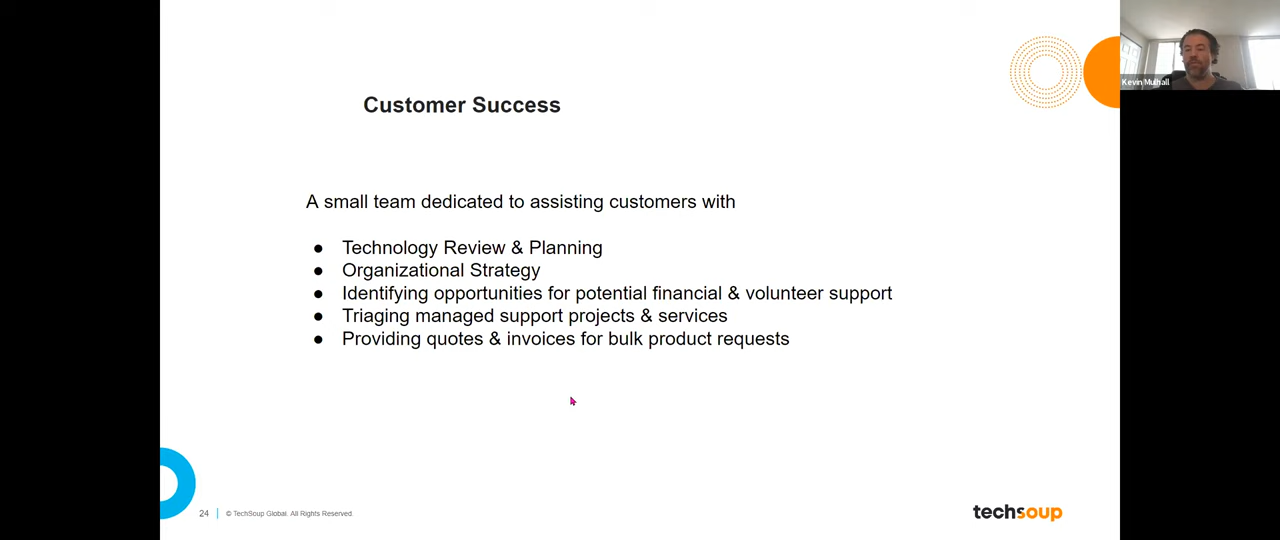 Customer Success
Kevin Mulhall
A small team dedicated to assisting customers with
● Technology Review & Planning
● Organizational Strategy
● Identifying opportunities for potential financial & volunteer support
● Triaging managed support projects & services
● Providing quotes & invoices for bulk product requests
24 | © TechSoup Global. All Rights Reserved.
techsoup